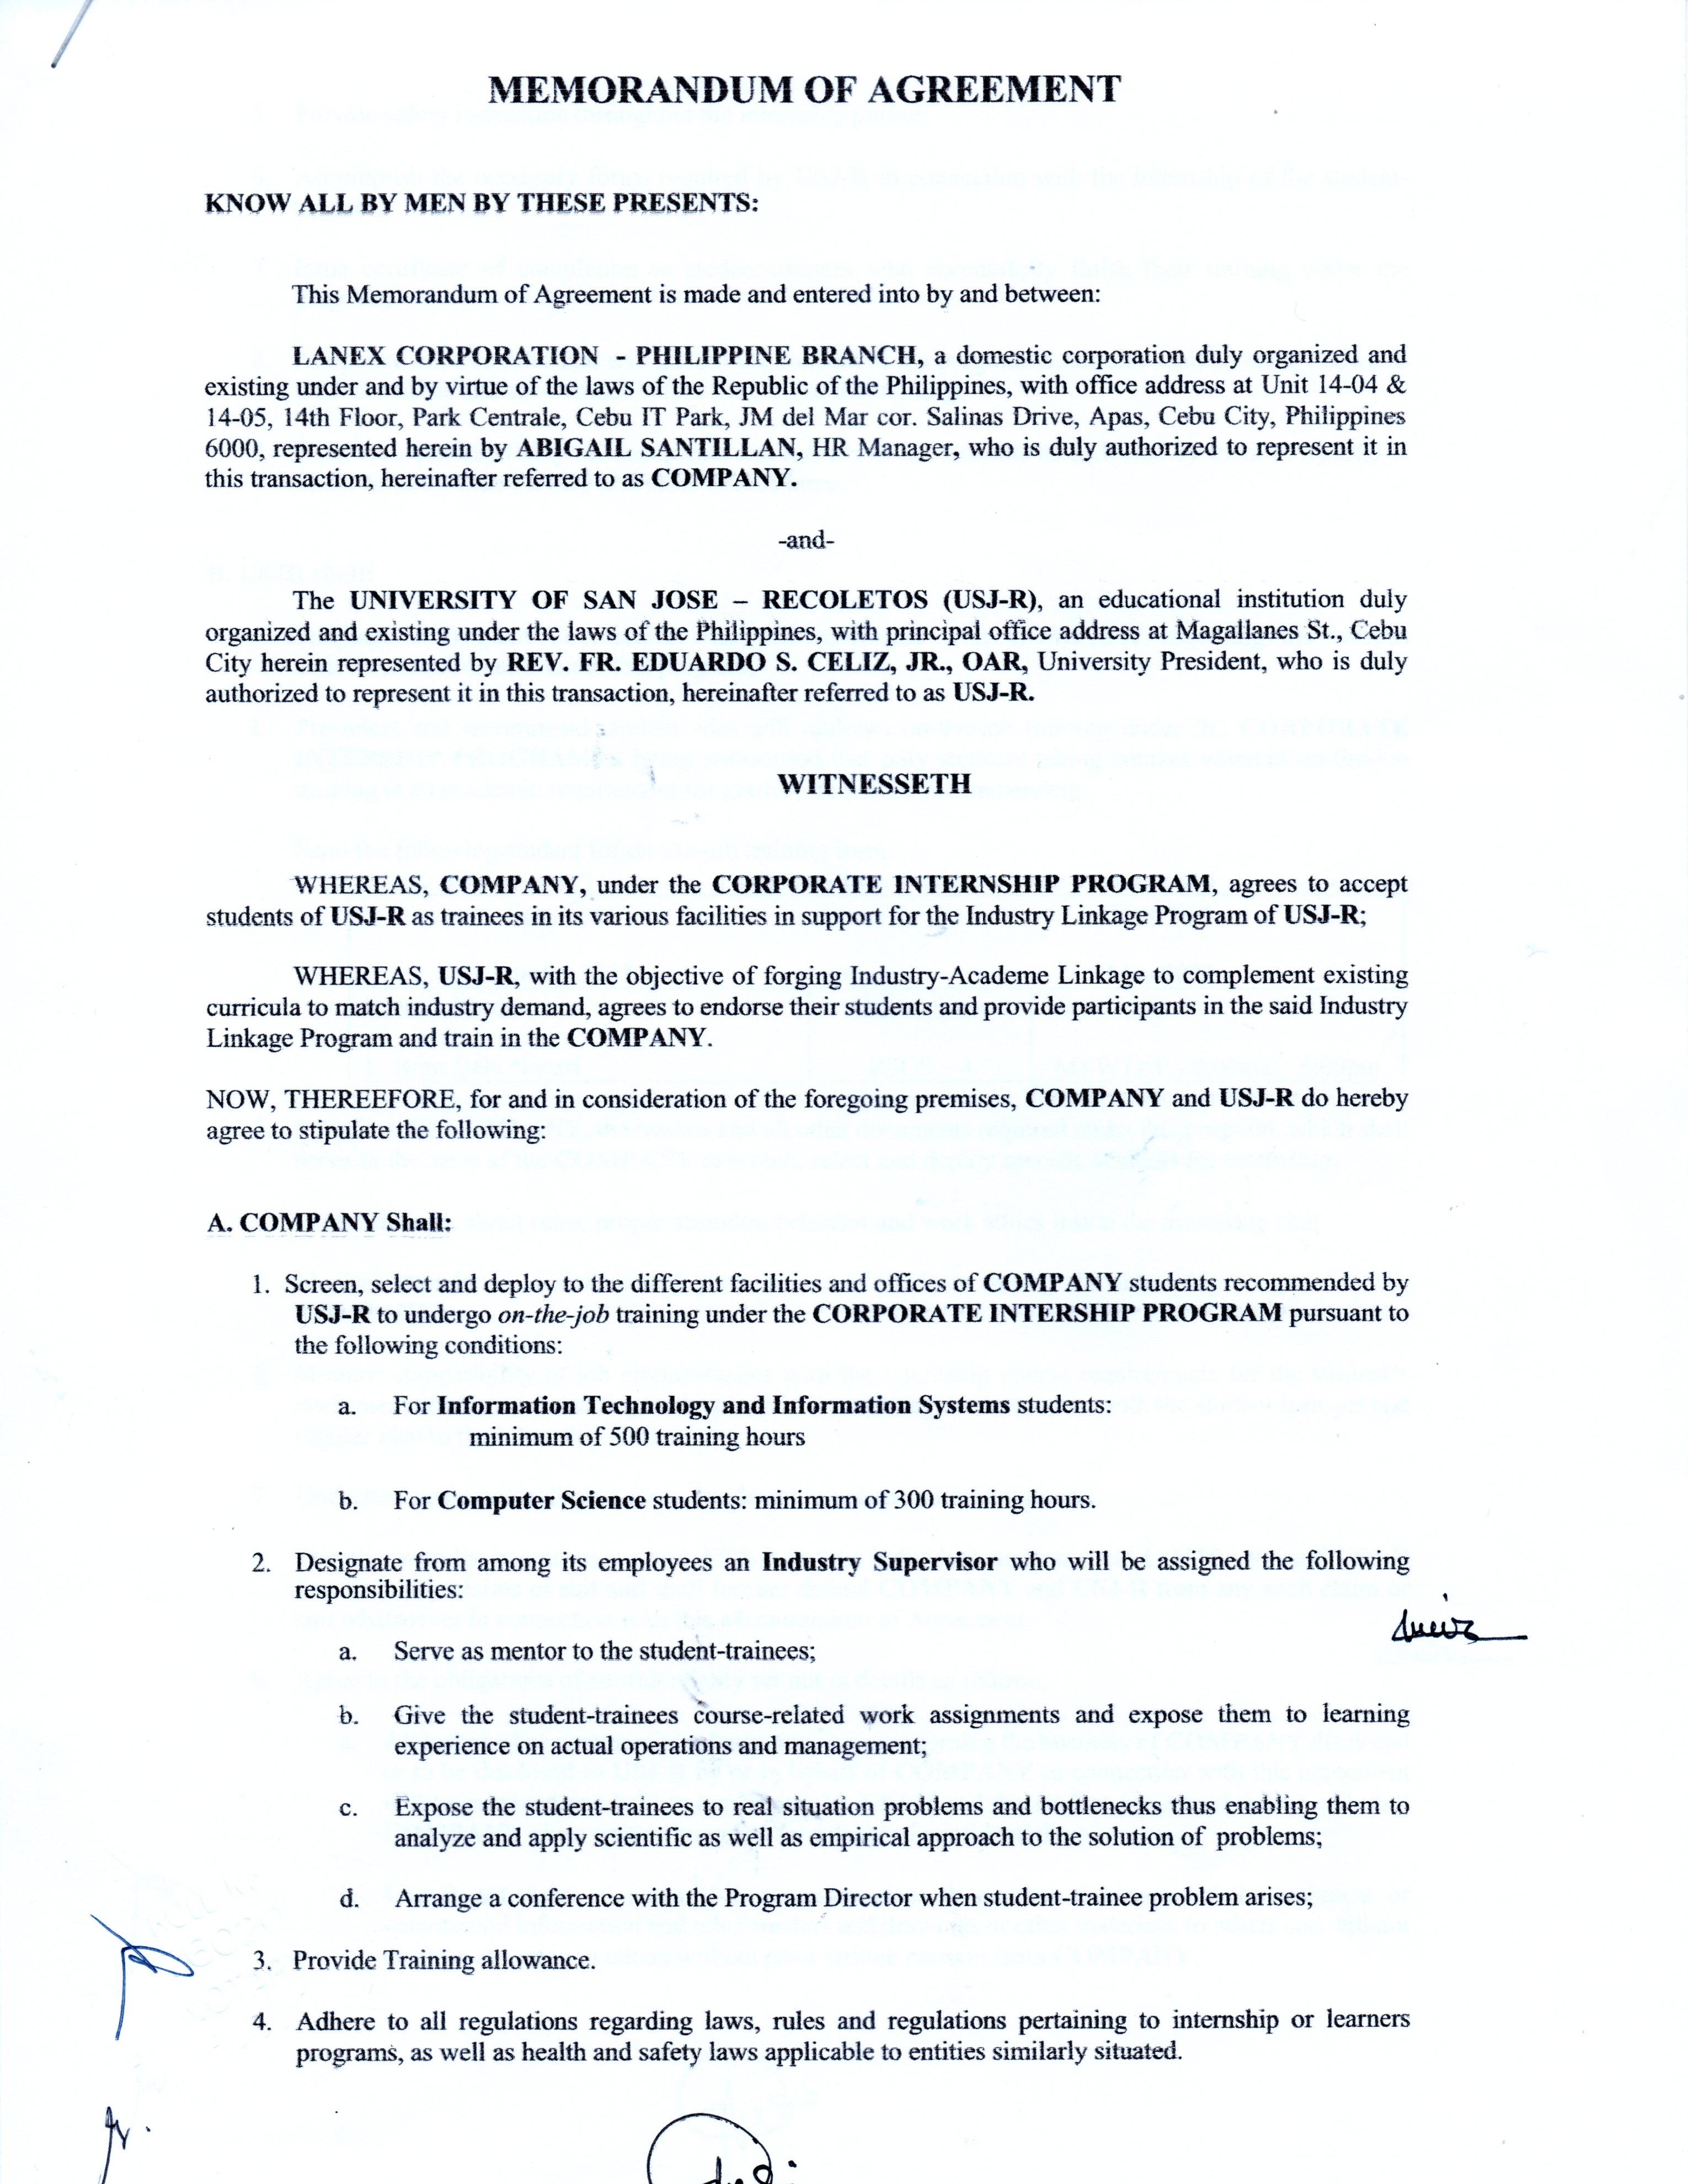 MEMORANDUM OF AGREEMENT
KNOW ALL BY MEN BY THESE PRESENTS:
This Memorandum of Agreement is made and entered into by and between:
LANEX CORPORATION - PHILIPPINE BRANCH, a domestic corporation duly organized and
existing under and by virtue of the laws of the Republic of the Philippines, with office address at Unit 14-04 &
14-05, 14th Floor, Park Centrale, Cebu IT Park, JM del Mar cor. Salinas Drive, Apas, Cebu City, Philippines
6000, represented herein by ABIGAIL SANTILLAN, HR Manager, who is duly authorized to represent it in
this transaction, hereinafter referred to as COMPANY.
-and-
The UNIVERSITY OF SAN JOSE – RECOLETOS (USJ-R), an educational institution duly
organized and existing under the laws of the Philippines, with principal office address at Magallanes St., Cebu
City herein represented by REV. FR. EDUARDO S. CELIZ, JR., OAR, University President, who is duly
authorized to represent it in this transaction, hereinafter referred to as USJ-R.
WITNESSETH
WHEREAS, COMPANY, under the CORPORATE INTERNSHIP PROGRAM, agrees to accept
students of USJ-R as trainees in its various facilities in support for the Industry Linkage Program of USJ-R;
WHEREAS, USJ-R, with the objective of forging Industry-Academe Linkage to complement existing
curricula to match industry demand, agrees to endorse their students and provide participants in the said Industry
Linkage Program and train in the COMPANY.
NOW, THEREEFORE, for and in consideration of the foregoing premises, COMPANY and USJ-R do hereby
agree to stipulate the following:
A. COMPANY Shall:
1. Screen, select and deploy to the different facilities and offices of COMPANY students recommended by
USJ-R to undergo on-the-job training under the CORPORATE INTERSHIP PROGRAM pursuant to
the following conditions:
a. For Information Technology and Information Systems students:
minimum of 500 training hours
b. For Computer Science students: minimum of 300 training hours.
2. Designate from among its employees an Industry Supervisor who will be assigned the following
responsibilities:
a. Serve as mentor to the student-trainees;
b. Give the student-trainees course-related work assignments and expose them to learning
experience on actual operations and management;
c. Expose the student-trainees to real situation problems and bottlenecks thus enabling them to
analyze and apply scientific as well as empirical approach to the solution of problems;
d. Arrange a conference with the Program Director when student-trainee problem arises;
3. Provide Training allowance.
4. Adhere to all regulations regarding laws, rules and regulations pertaining to internship or learners
programs, as well as health and safety laws applicable to entities similarly situated.